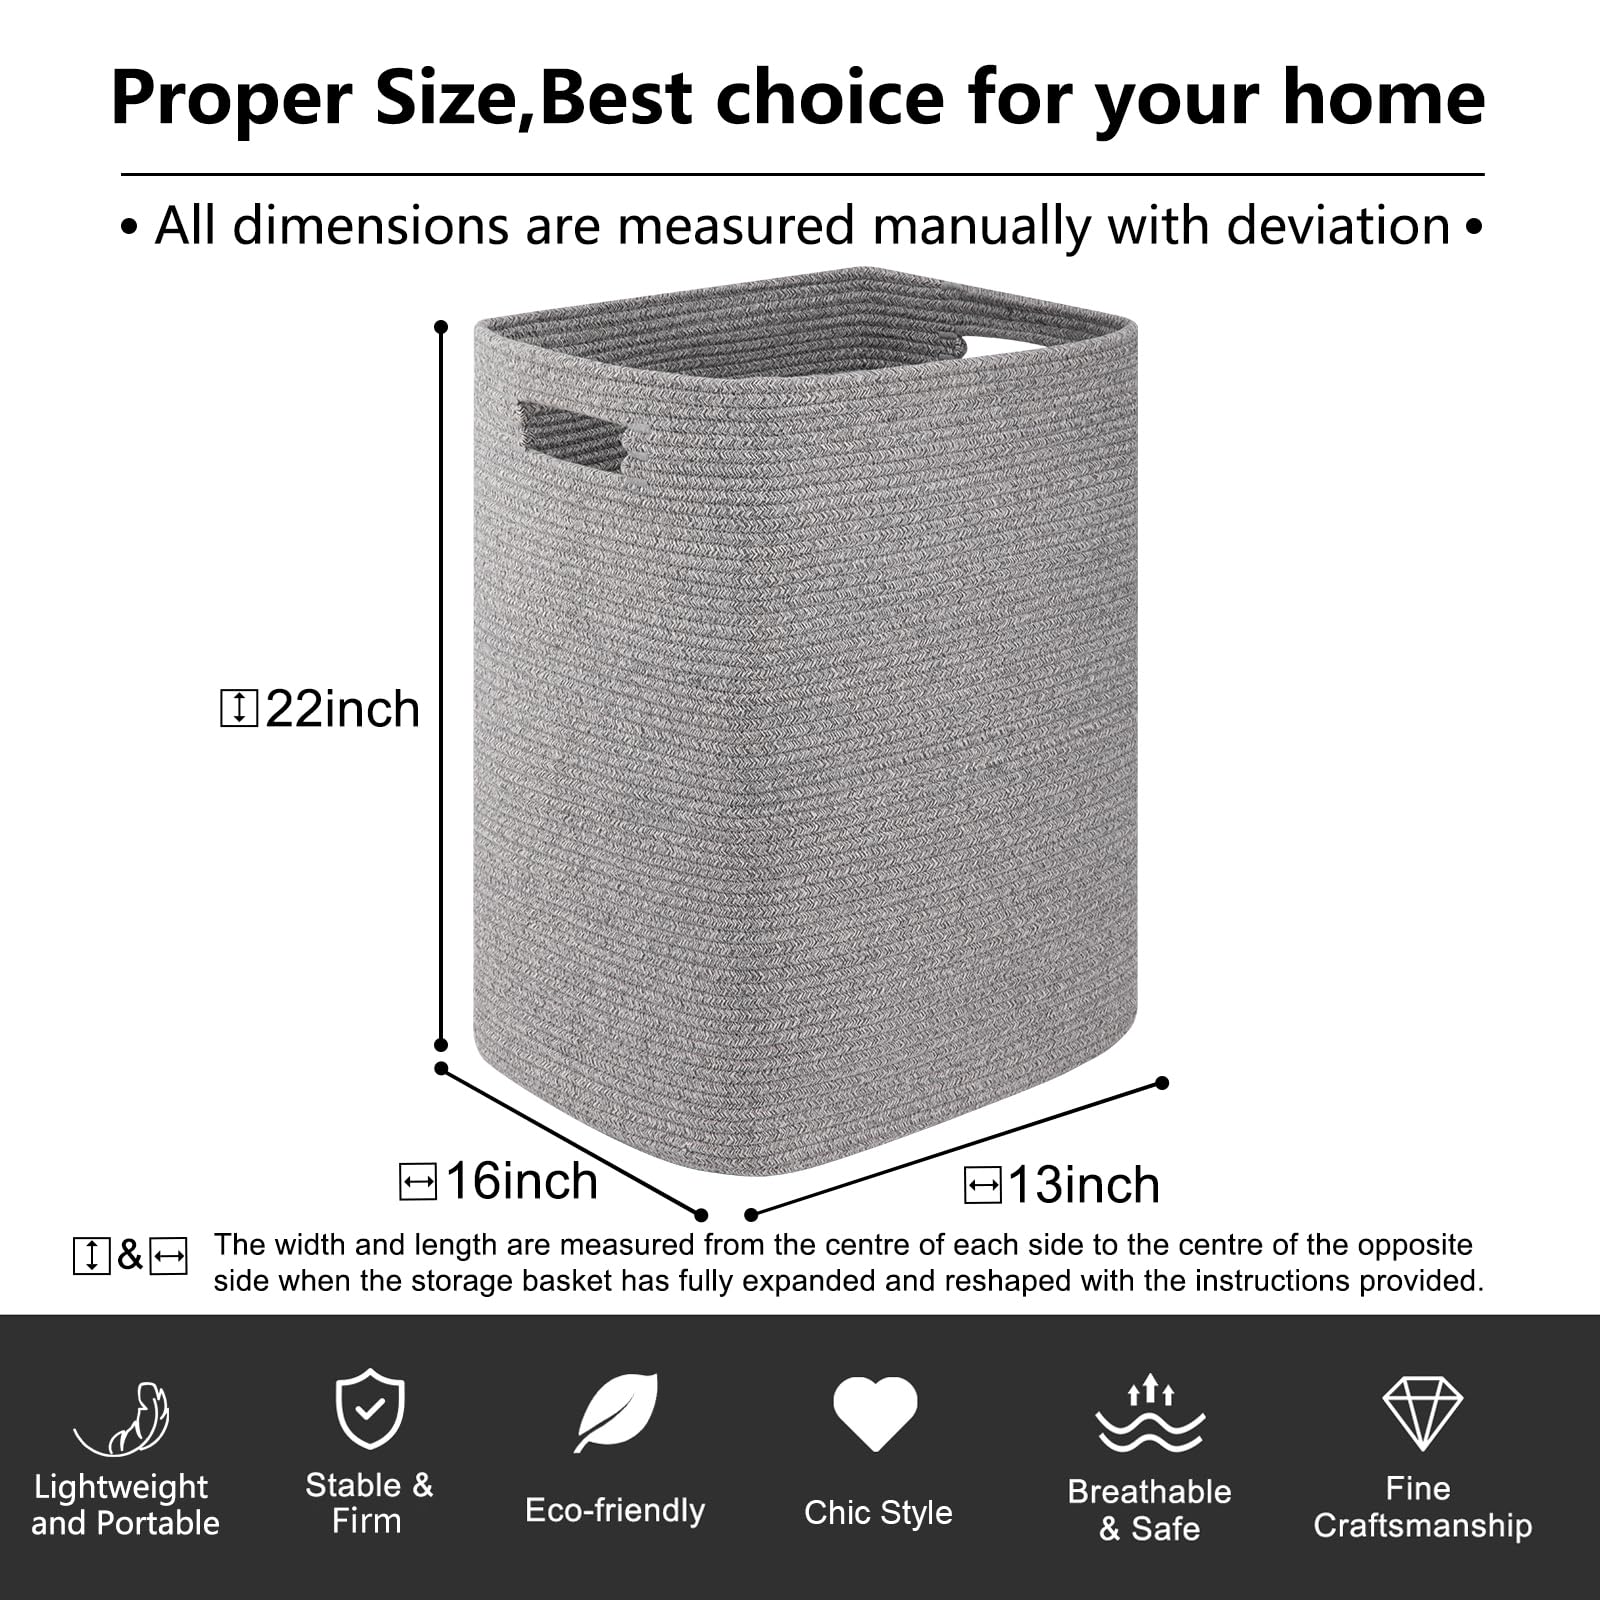 Proper Size,Best choice for your home
• All dimensions are measured manually with deviation •
22inch
16inch
13inch
& The width and length are measured from the centre of each side to the centre of the opposite
side when the storage basket has fully expanded and reshaped with the instructions provided.
Lightweight
and Portable
Stable &
Firm
Eco-friendly
Chic Style
Breathable
& Safe
Fine
Craftsmanship